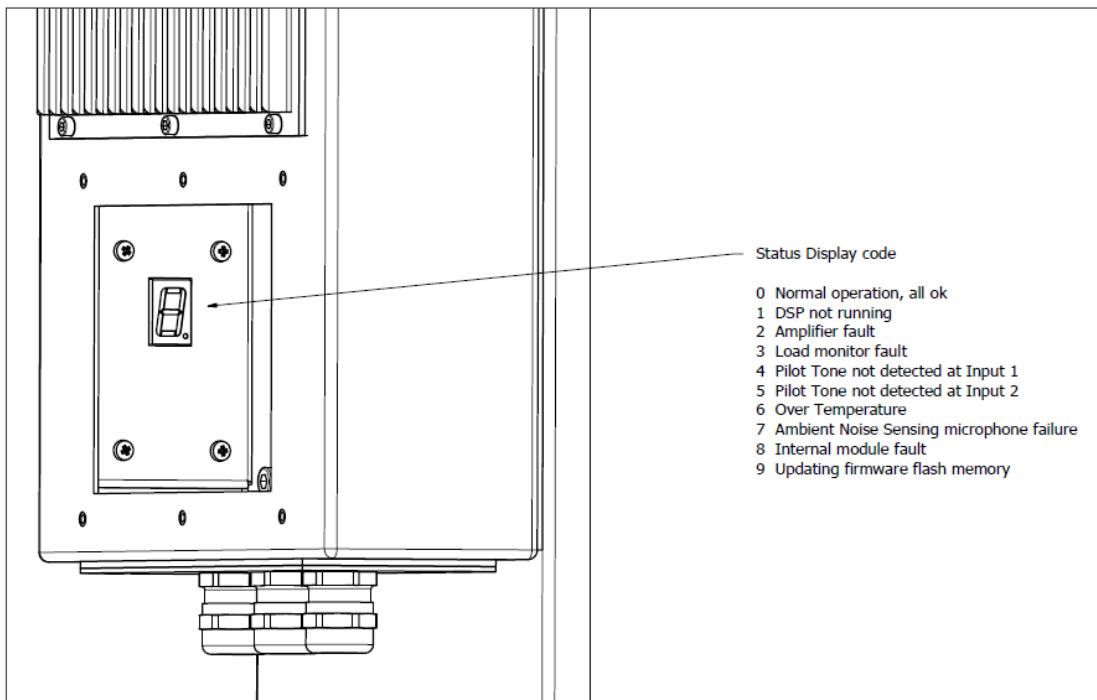 Status Display code
0 Normal operation, all ok
1 DSP not running
2 Amplifier fault
3 Load monitor fault
4 Pilot Tone not detected at Input 1
5 Pilot Tone not detected at Input 2
6 Over Temperature
7 Ambient Noise Sensing microphone failure
8 Internal module fault
9 Updating firmware flash memory